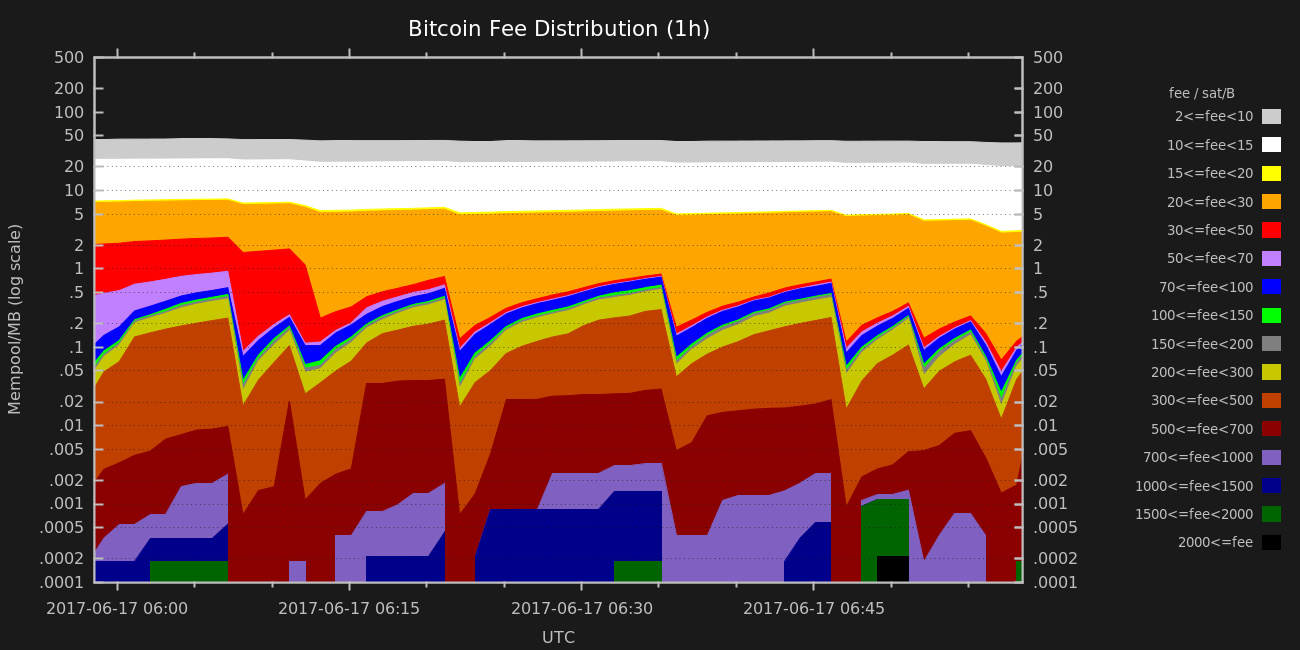 Bitcoin Fee Distribution (1h)
Mempool/MB (log scale)
500
200
100
50
20
10
5
2
1
.5
.2
.1
.05
.02
.01
.005
.002
.001
.0005
.0002
.0001
500
200
100
50
20
10
5
2
1
.5
.2
.1
.05
.02
.01
.005
.002
.001
.0005
.0002
.0001
2017-06-17 06:00 2017-06-17 06:15 2017-06-17 06:30 2017-06-17 06:45
UTC
fee / sat/B
2<=fee<10
10<=fee<15
15<=fee<20
20<=fee<30
30<=fee<50
50<=fee<70
70<=fee<100
100<=fee<150
150<=fee<200
200<=fee<300
300<=fee<500
500<=fee<700
700<=fee<1000
1000<=fee<1500
1500<=fee<2000
2000<=fee